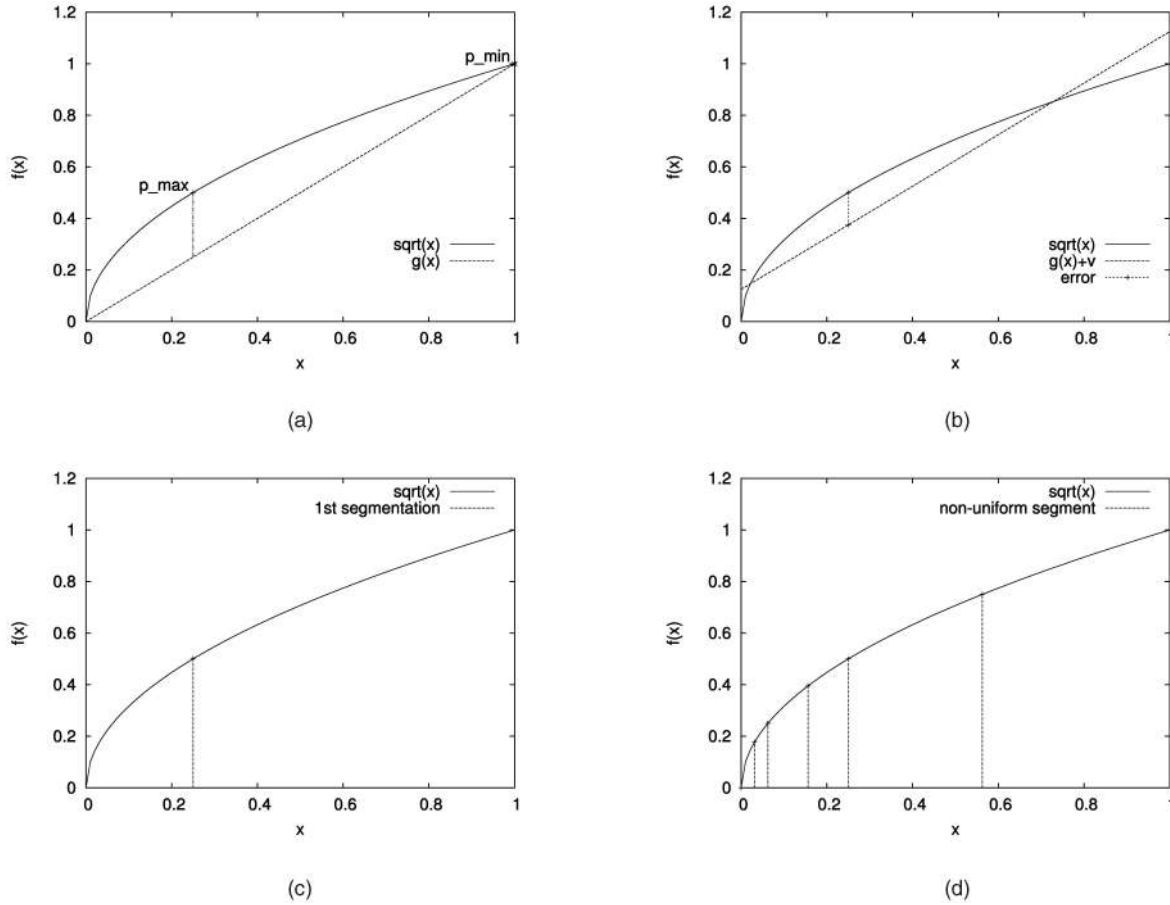 1.2
1
0.8
0.6
0.4
0.2
0
f(x)
p_min
p_max
sqrt(x)
g(x)
0 0.2 0.4 0.6 0.8 1
x
(a)
1.2
1
0.8
0.6
0.4
0.2
0
f(x)
sqrt(x)
g(x)+v
error
0 0.2 0.4 0.6 0.8 1
x
(b)
1.2
1
0.8
0.6
0.4
0.2
0
f(x)
sqrt(x)
1st segmentation
0 0.2 0.4 0.6 0.8 1
x
(c)
1.2
1
0.8
0.6
0.4
0.2
0
f(x)
sqrt(x)
non-uniform segment
0 0.2 0.4 0.6 0.8 1
x
(d)